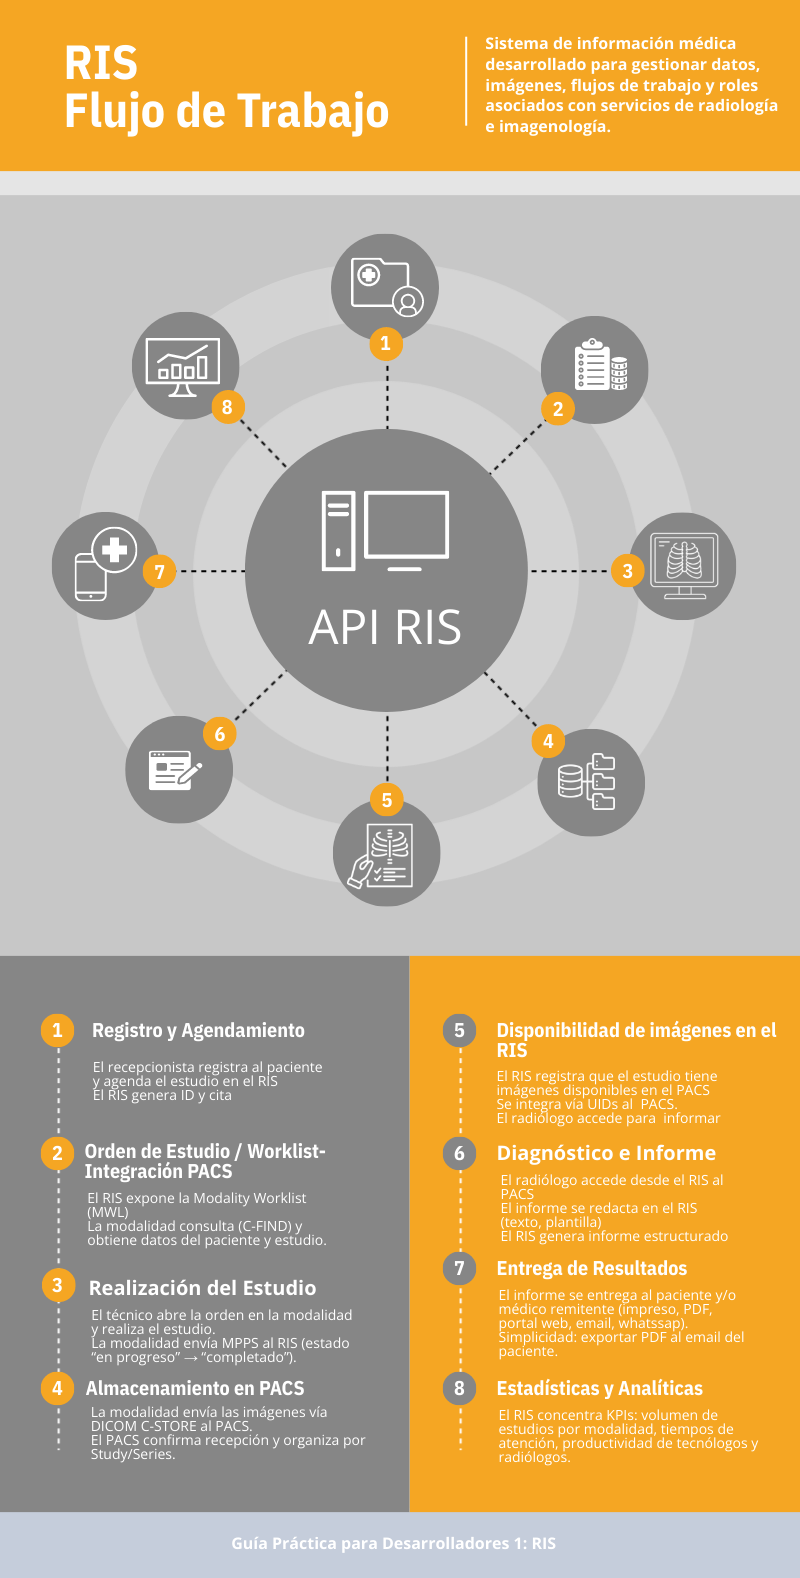 RIS
Flujo de Trabajo
Sistema de información médica
desarrollado para gestionar datos,
imágenes, flujos de trabajo y roles
asociados con servicios de radiología
e imagenología.
1
2
3
4
5
6
7
8
API RIS
1
Registro y Agendamiento
El recepcionista registra al paciente
y agenda el estudio en el RIS
El RIS genera ID y cita
2
Orden de Estudio / Worklist-
Integración PACS
El RIS expone la Modality Worklist
(MWL)
La modalidad consulta (C-FIND) y
obtiene datos del paciente y estudio.
3
Realización del Estudio
El técnico abre la orden en la modalidad
y realiza el estudio.
La modalidad envía MPPS al RIS (estado
“en progreso” → “completado”).
4
Almacenamiento en PACS
La modalidad envía las imágenes vía
DICOM C-STORE al PACS.
El PACS confirma recepción y organiza por
Study/Series.
5
Disponibilidad de imágenes en el
RIS
El RIS registra que el estudio tiene
imágenes disponibles en el PACS
Se integra vía UIDs al PACS.
El radiólogo accede para informar
6
Diagnóstico e Informe
El radiólogo accede desde el RIS al
PACS
El informe se redacta en el RIS
(texto, plantilla)
El RIS genera informe estructurado
7
Entrega de Resultados
El informe se entrega al paciente y/o
médico remitente (impreso, PDF,
portal web, email, whatssap).
Simplicidad: exportar PDF al email del
paciente.
8
Estadísticas y Analíticas
El RIS concentra KPIs: volumen de
estudios por modalidad, tiempos de
atención, productividad de tecnólogos y
radiólogos.
Guía Práctica para Desarrolladores 1: RIS